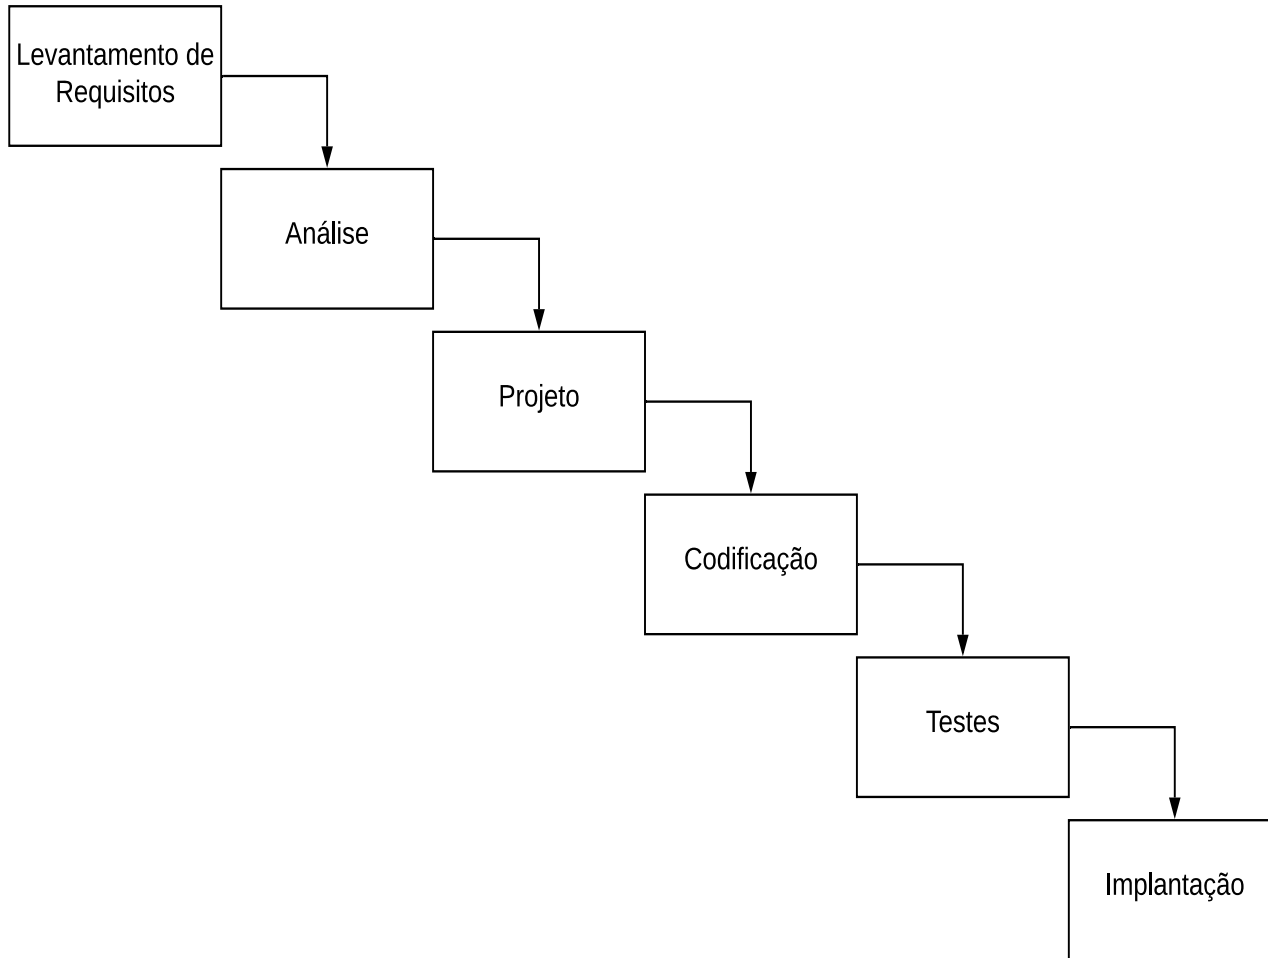 Levantamento de
Requisitos
Análise
Projeto
Codificação
Testes
Implantação